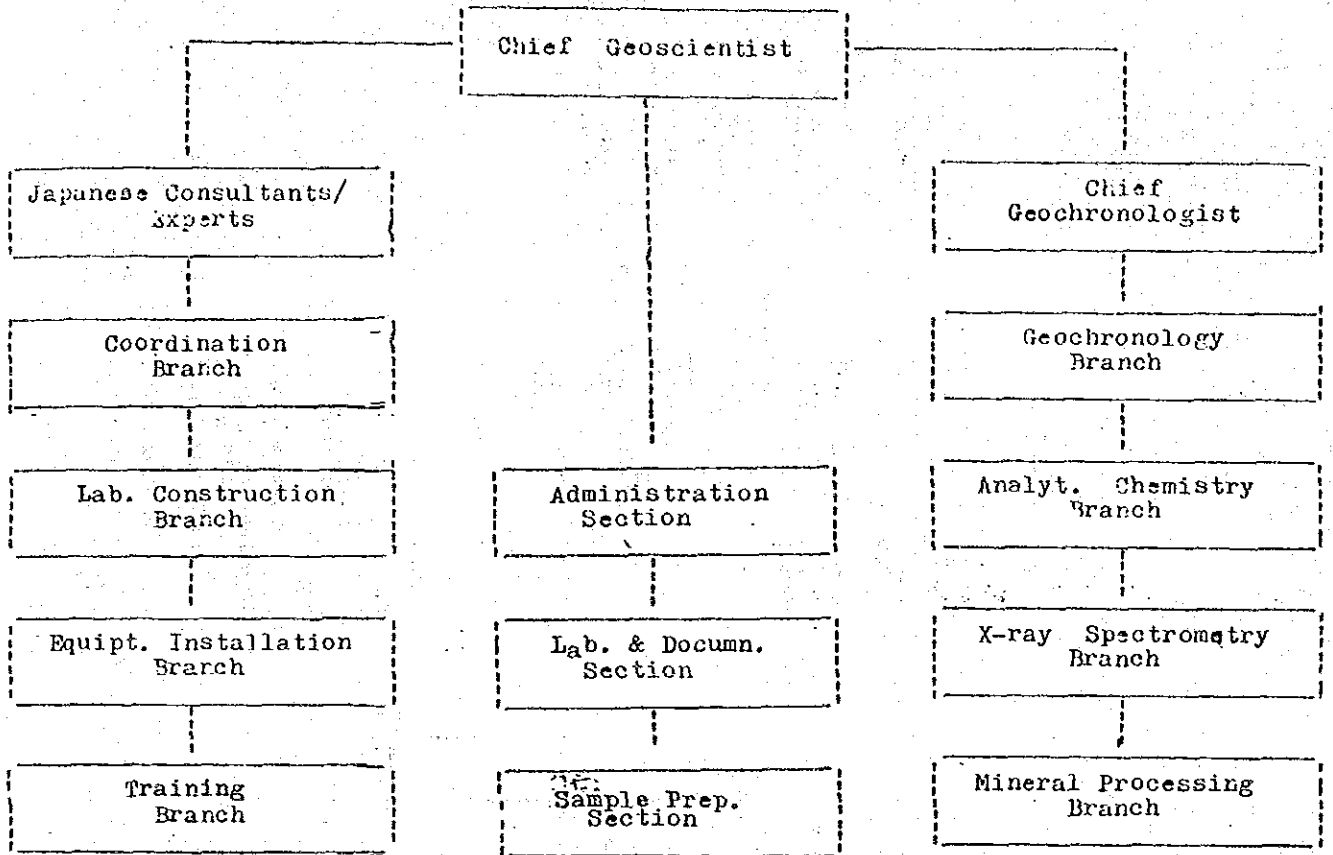 Chief Geoscientist
Japanese Consultants/
Experts
Chief
Geochronologist
Coordination
Branch
Geochronology
Branch
Lab. Construction
Branch
Administration
Section
Analyt. Chemistry
Branch
Equipt. Installation
Branch
Lab. & Documn.
Section
X-ray Spectrometry
Branch
Training
Branch
Sample Prep.
Section
Mineral Processing
Branch